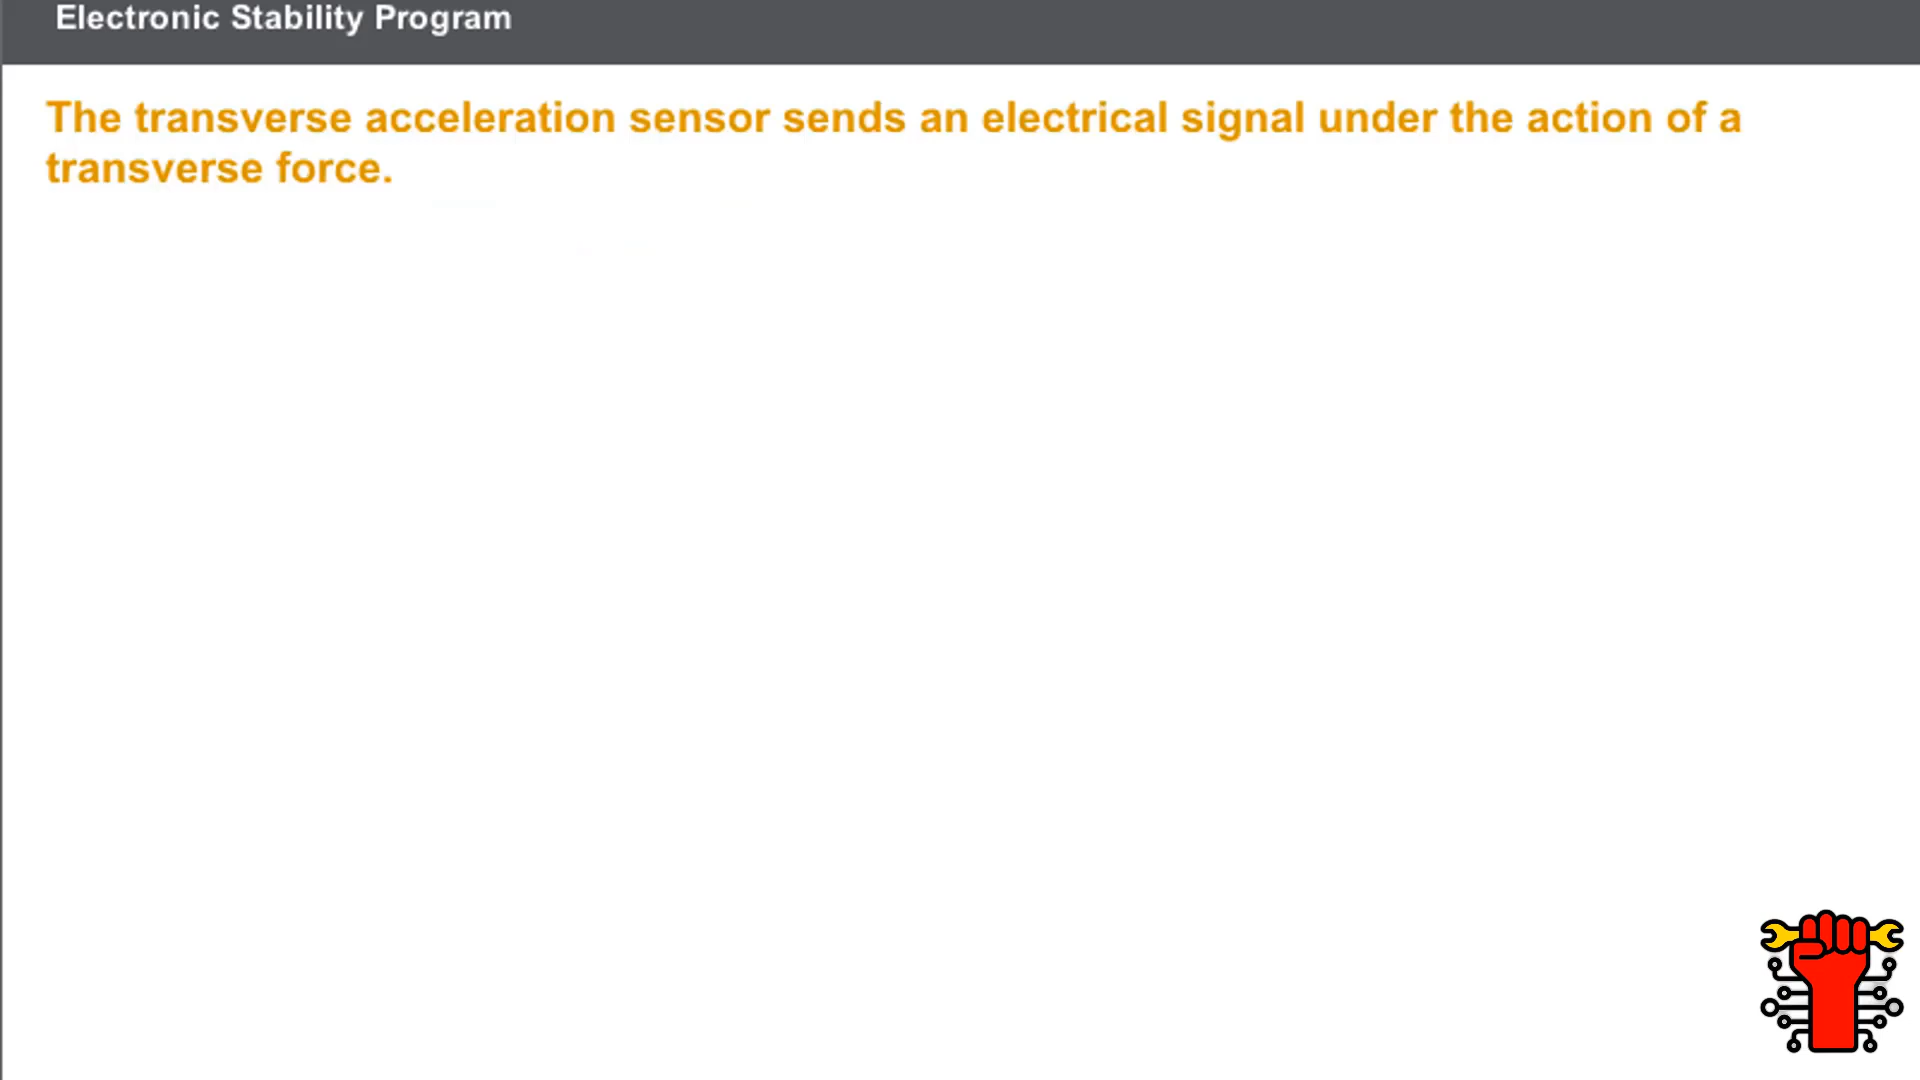 Electronic Stability Program
The transverse acceleration sensor sends an electrical signal under the action of a
transverse force.